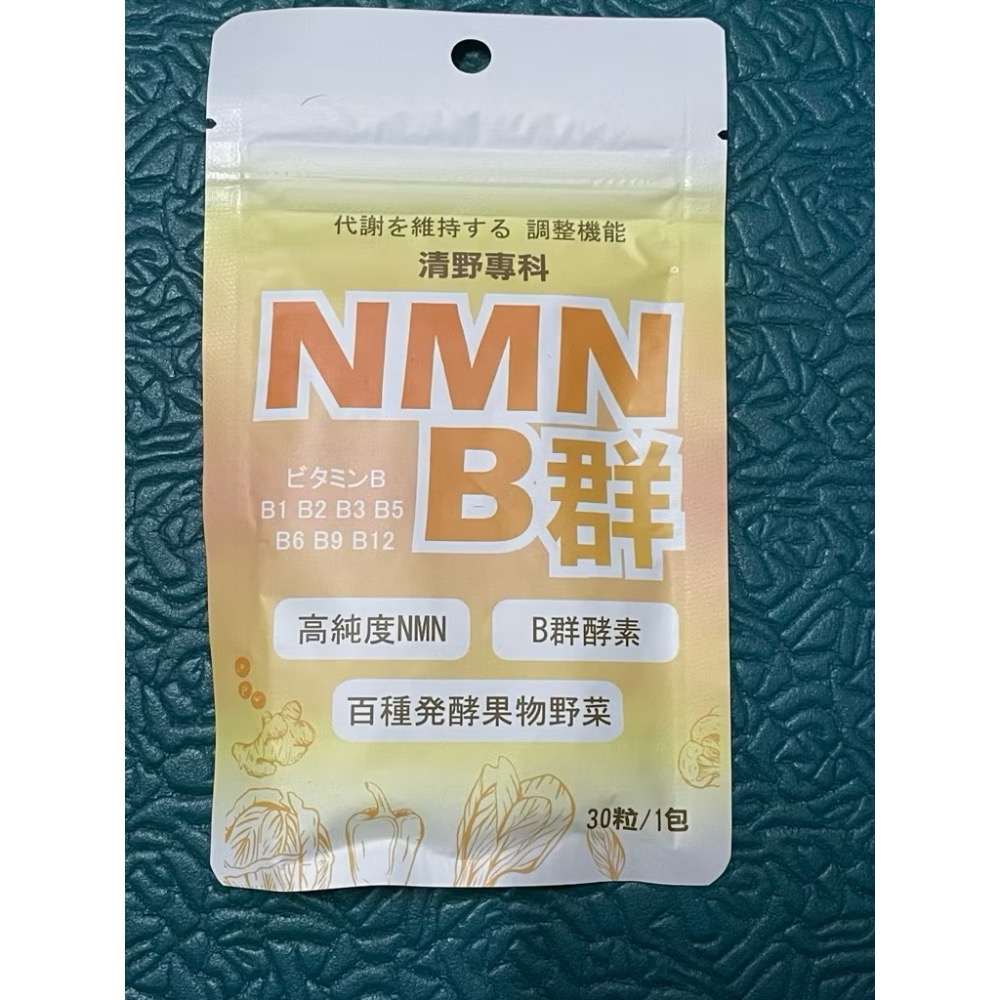 代謝を維持する 調整機能
清野專科
NMN
B群
ビタミンB
B1 B2 B3 B5
B6 B9 B12
高純度NMN
B群酵素
百種発酵果物野菜
30粒/1包